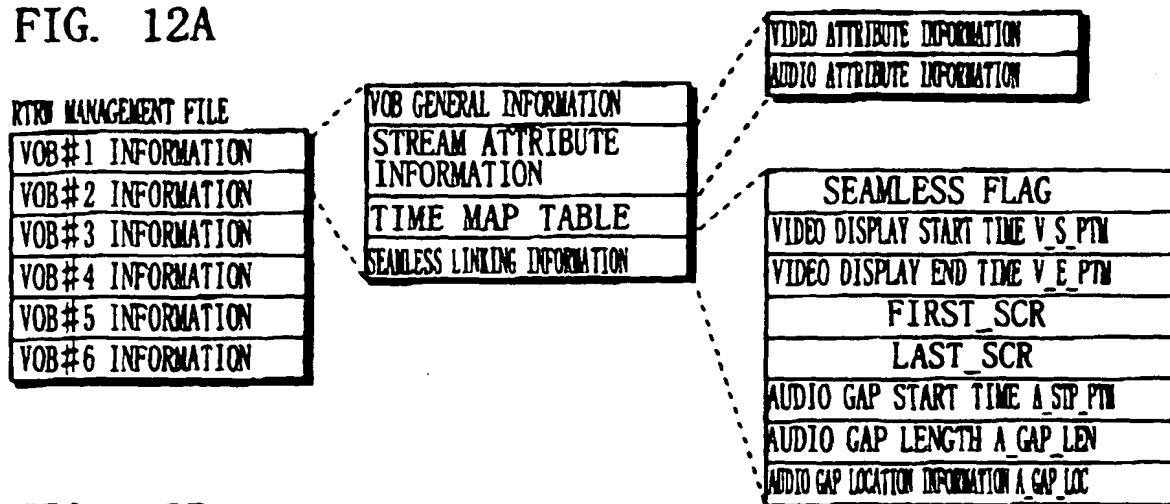 FIG. 12A
RTRW MANAGEMENT FILE
VOB#1 INFORMATION
VOB#2 INFORMATION
VOB#3 INFORMATION
VOB#4 INFORMATION
VOB#5 INFORMATION
VOB#6 INFORMATION
VOB GENERAL INFORMATION
STREAM ATTRIBUTE
INFORMATION
TIME MAP TABLE
SEAMLESS LINKING INFORMATION
VIDEO ATTRIBUTE INFORMATION
AUDIO ATTRIBUTE INFORMATION
SEAMLESS FLAG
VIDEO DISPLAY START TIME V_S_PTM
VIDEO DISPLAY END TIME V_E_PTM
FIRST_SCR
LAST_SCR
AUDIO GAP START TIME A_STP_PTM
AUDIO GAP LENGTH A_GAP_LEN
AUDIO GAP LOCATION INFORMATION A_GAP_LOC